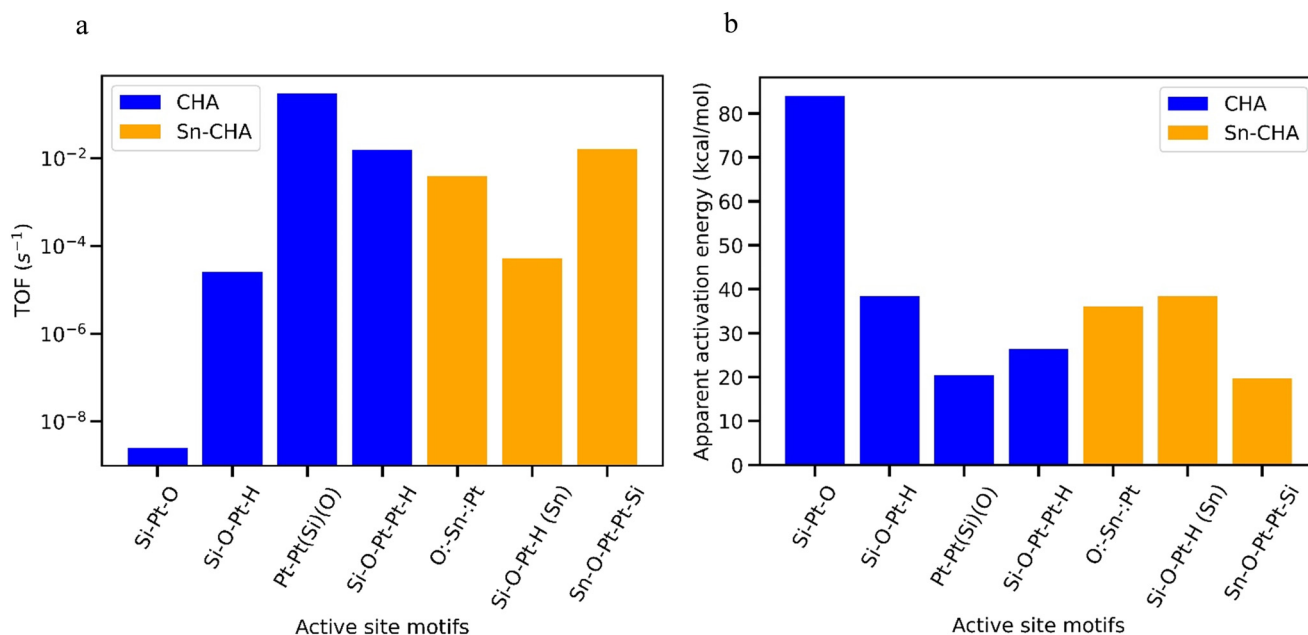 a
TOF (s⁻¹)
10⁻²
10⁻⁴
10⁻⁶
10⁻⁸
CHA
Sn-CHA
Si-Pt-O
Si-O-Pt-H
Pt-Pt(Si)(O)
Si-O-Pt-Pt-H
O:-Sn-:Pt
Si-O-Pt-H (Sn)
Sn-O-Pt-Pt-Si
Active site motifs
b
Apparent activation energy (kcal/mol)
80
70
60
50
40
30
20
10
0
CHA
Sn-CHA
Si-Pt-O
Si-O-Pt-H
Pt-Pt(Si)(O)
Si-O-Pt-Pt-H
O:-Sn-:Pt
Si-O-Pt-H (Sn)
Sn-O-Pt-Pt-Si
Active site motifs